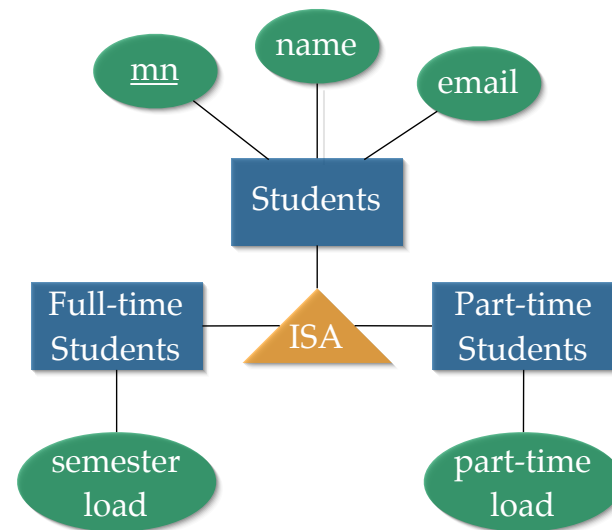 name
mn
email
Students
Full-time
Students
ISA
Part-time
Students
semester
load
part-time
load